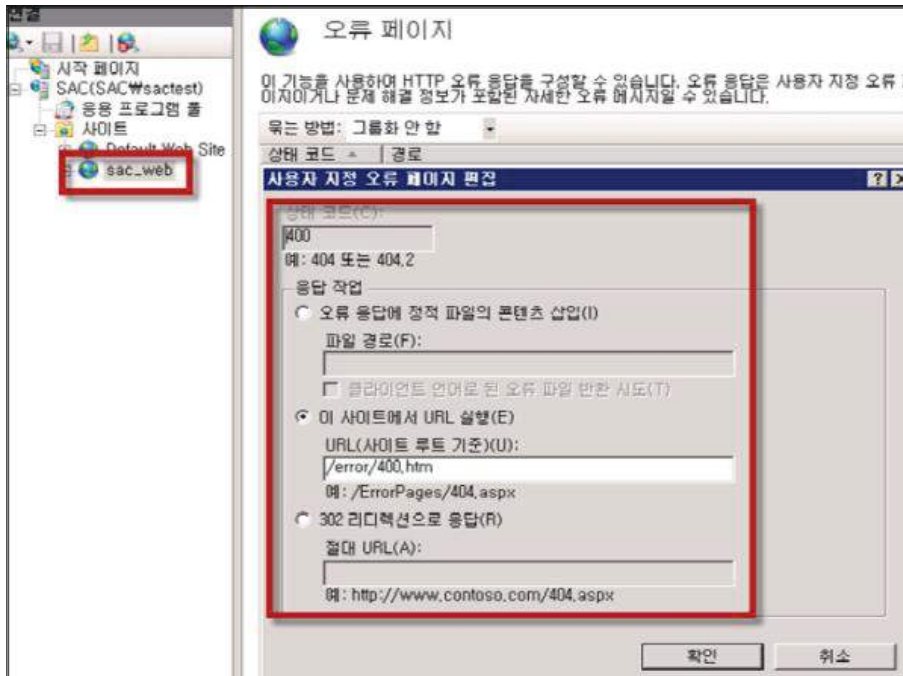 연결
시작 페이지
SAC(SAC₩sactest)
응용 프로그램 풀
사이트
Default Web Site
sac_web
오류 페이지
이 기능을 사용하여 HTTP 오류 응답을 구성할 수 있습니다. 오류 응답은 사용자 지정 오류
이지이거나 문제 해결 정보가 포함된 자세한 오류 메시지일 수 있습니다.
묶는 방법: 그룹화 안 함
상태 코드 경로
사용자 지정 오류 페이지 편집
상태 코드(C):
400
예: 404 또는 404.2
응답 작업
오류 응답에 정적 파일의 콘텐츠 삽입(I)
파일 경로(F):
클라이언트 언어로 된 오류 파일 반환 시도(T)
이 사이트에서 URL 실행(E)
URL(사이트 루트 기준)(U):
/error/400.htm
예: /ErrorPages/404.aspx
302 리디렉션으로 응답(R)
절대 URL(A):
예: http://www.contoso.com/404.aspx
확인 취소